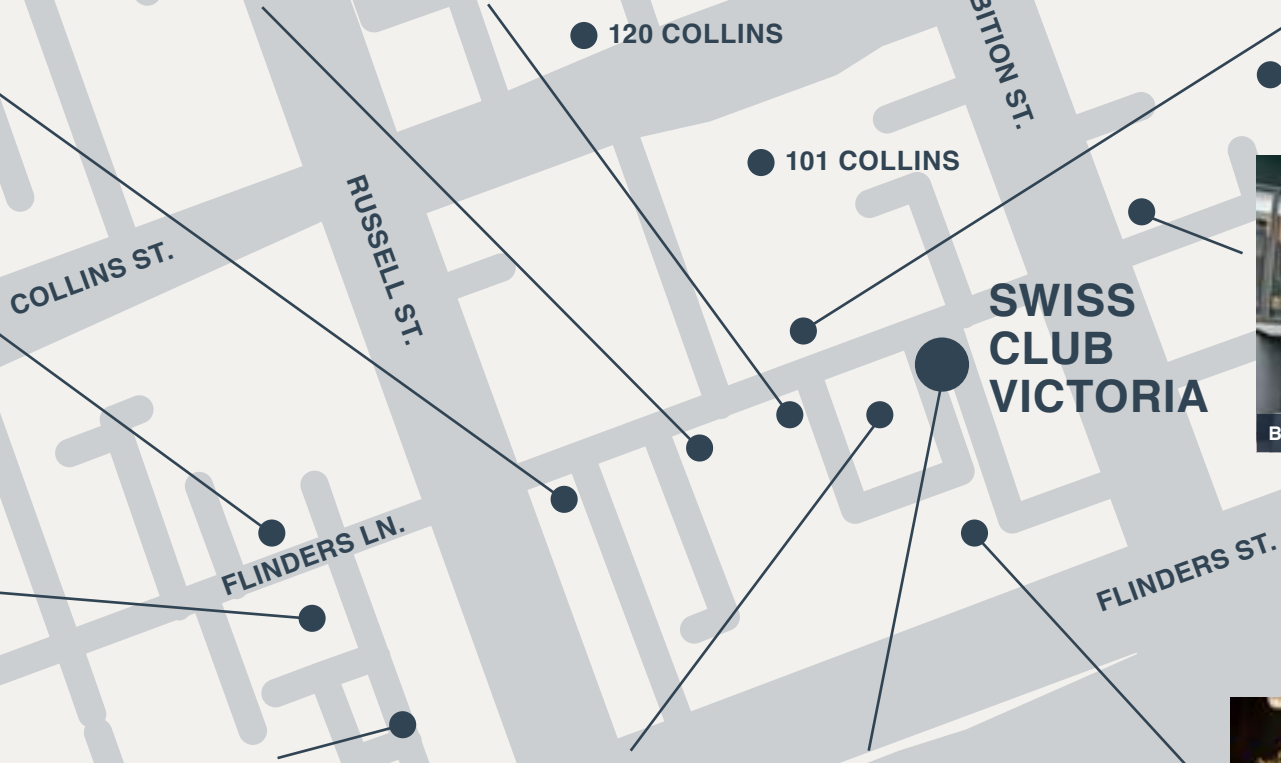 120 COLLINS
BITION ST.
101 COLLINS
RUSSELL ST.
COLLINS ST.
SWISS
CLUB
VICTORIA
B
FLINDERS LN.
FLINDERS ST.